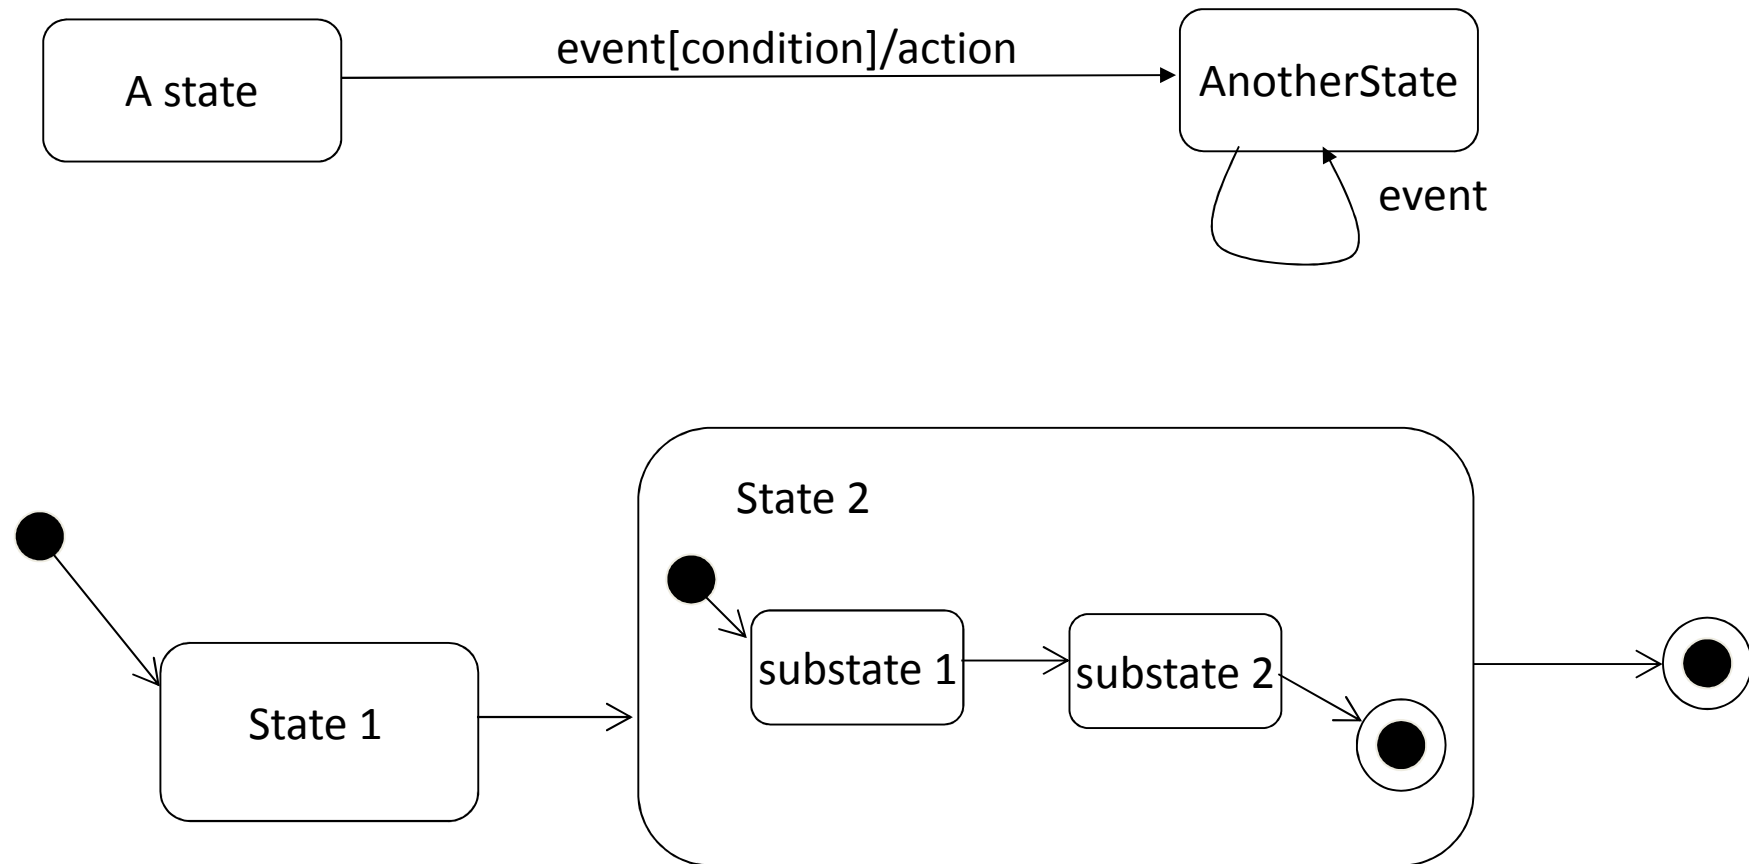 A state
event[condition]/action
AnotherState
event
State 2
State 1
substate 1
substate 2